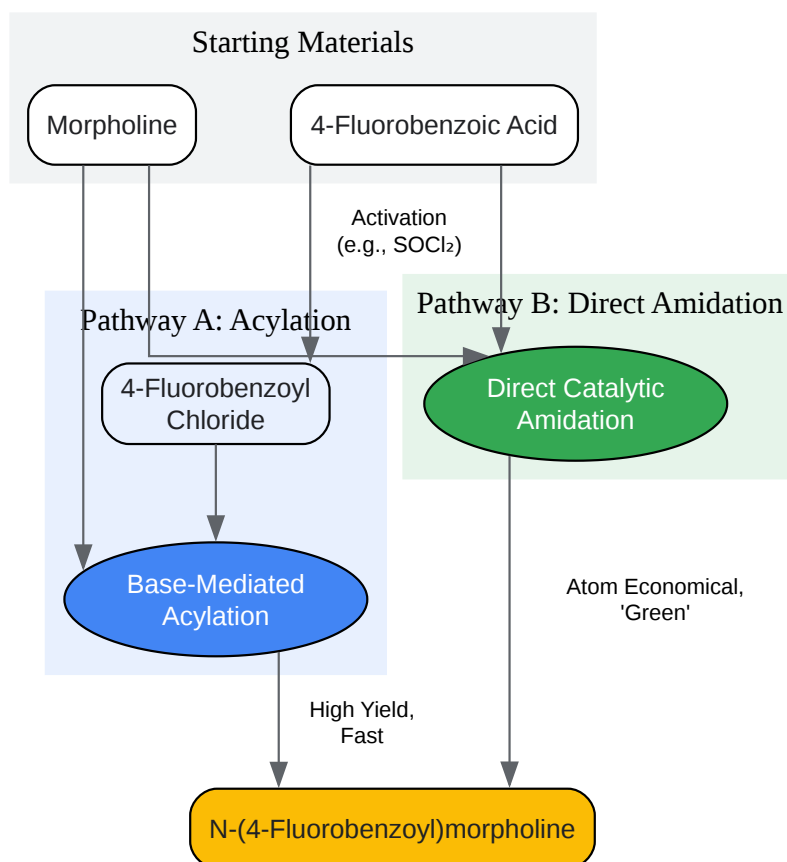 Starting Materials
Morpholine
4-Fluorobenzoic Acid
Activation
(e.g., SOCl₂)
Pathway A: Acylation
Pathway B: Direct Amidation
4-Fluorobenzoyl
Chloride
Direct Catalytic
Amidation
Base-Mediated
Acylation
Atom Economical,
'Green'
High Yield,
Fast
N-(4-Fluorobenzoyl)morpholine